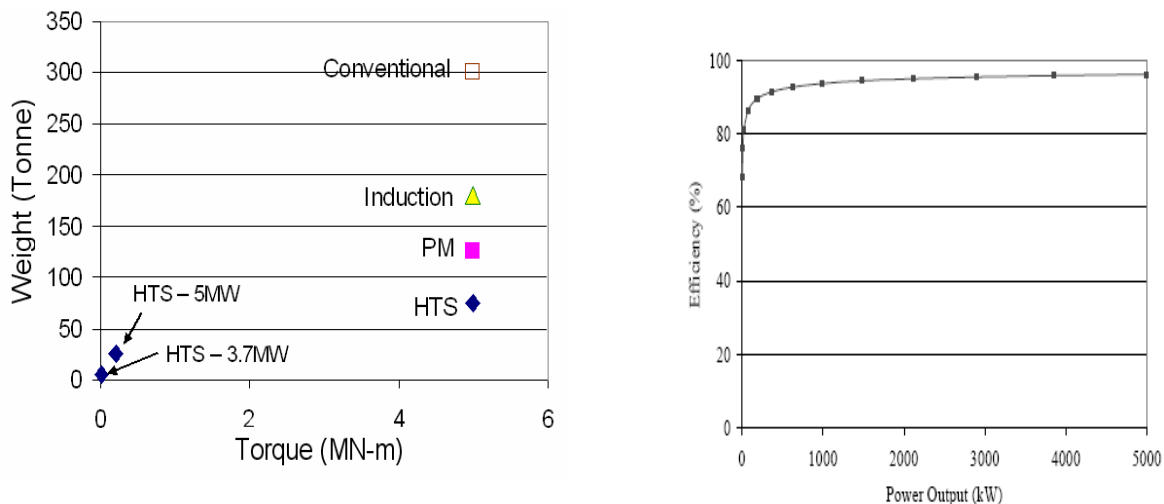 350
300
250
200
150
100
50
0
Weight (Tonne)
Conventional
Induction
PM
HTS – 5MW
HTS
HTS – 3.7MW
0 2 4 6
Torque (MN-m)
100
80
60
40
20
0
Efficiency (%)
0 1000 2000 3000 4000 5000
Power Output (kW)